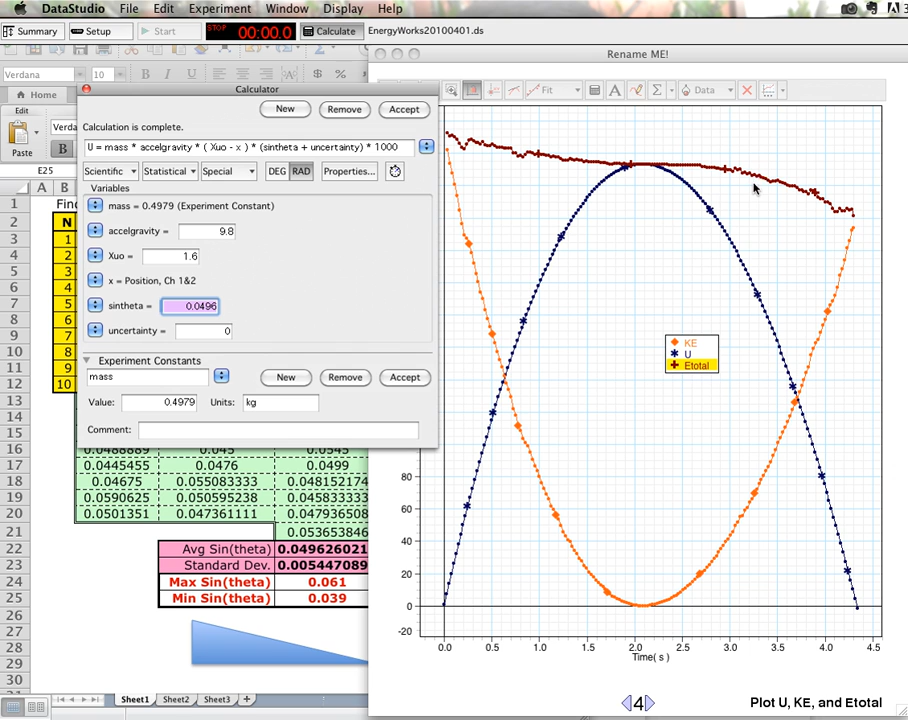 DataStudio File Edit Experiment Window Display Help
Summary Setup Start STOP 00:00.0 Calculate EnergyWorks20100401.ds
Rename ME!
Verdana 10 B I U $ %
Fit Σ Data
Home
Edit
Paste
Verda
B
E25
A B
1 Find
2 N
3 1
4 2
5 3
6 4
7 5
8 6
9 7
10 8
11 9
12 10
13
14
15
16 0.0488889 0.045 0.0545
17 0.0445455 0.0476 0.0499
18 0.04675 0.055083333 0.048152174
19 0.0590625 0.050595238 0.045833333
20 0.0501351 0.047361111 0.047936508
21 0.053653846
22 Avg Sin(theta) 0.049626021
23 Standard Dev. 0.005447089
24 Max Sin(theta) 0.061
25 Min Sin(theta) 0.039
26
27
28
29
30
Sheet1 Sheet2 Sheet3 +
Calculator
New Remove Accept
Calculation is complete.
U = mass * accelgravity * ( Xuo - x ) * (sintheta + uncertainty) * 1000
Scientific Statistical Special DEG RAD Properties...
Variables
mass = 0.4979 (Experiment Constant)
accelgravity = 9.8
Xuo = 1.6
x = Position, Ch 1&2
sintheta = 0.0496
uncertainty = 0
Experiment Constants
mass New Remove Accept
Value: 0.4979 Units: kg
Comment:
KE
U
Etotal
80
60
40
20
0
-20
0.0 0.5 1.0 1.5 2.0 2.5 3.0 3.5 4.0 4.5
Time( s )
4 Plot U, KE, and Etotal